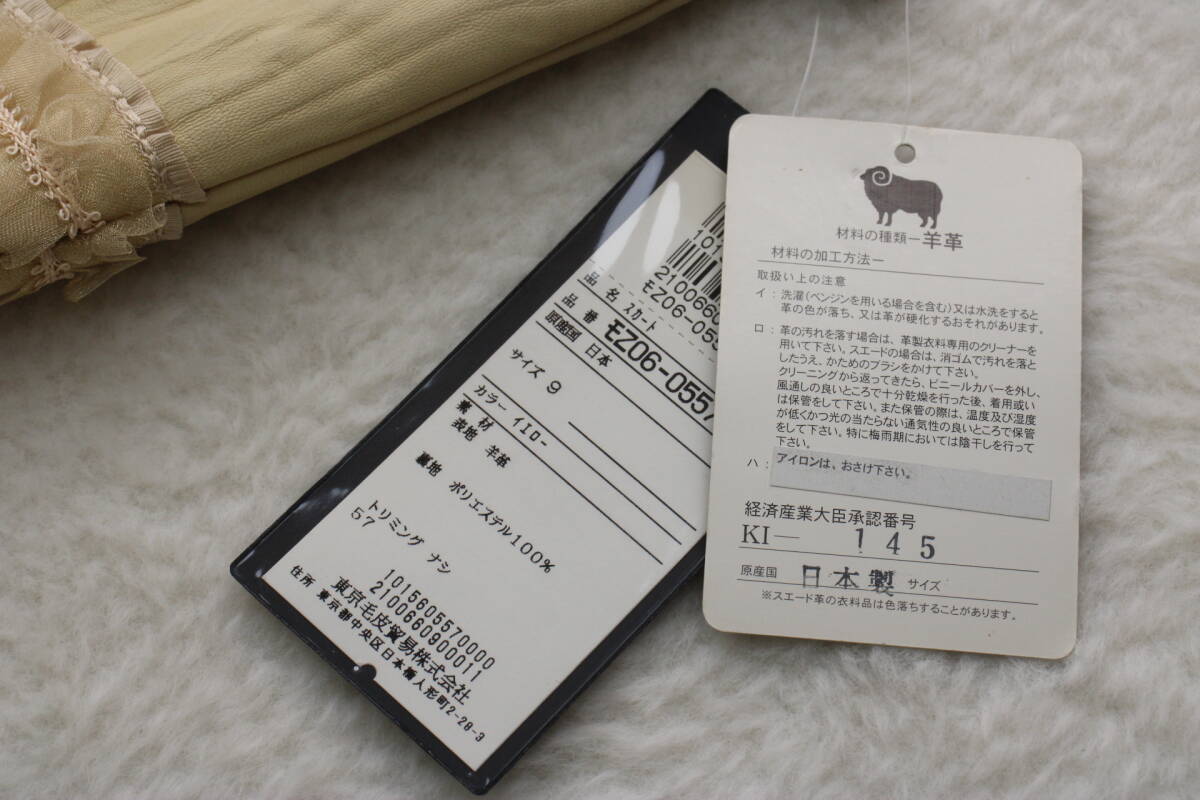 2100660
ŧZ06-055
品 名 スカート
品 番 ŧZ06-0557
原産国 日本
サイズ 9
カラー イエロー
素 材
表地 羊革
裏地 ポリエステル100%
トリミング ナシ
57
1015605570000
2100660900011
東京毛皮貿易株式会社
住所 東京都中央区日本橋人形町2-28-3
材料の種類ー羊革
材料の加工方法ー
取扱い上の注意
イ：洗濯(ベンジンを用いる場合を含む)又は水洗をすると
革の色が落ち、又は革が硬化するおそれがあります。
ロ：革の汚れを落す場合は、革製衣料専用のクリーナーを
用いて下さい。スエードの場合は、消ゴムで汚れを落と
したうえ、かためのブラシをかけて下さい。
クリーニングから返ってきたら、ビニールカバーを外し、
風通しの良いところで十分乾燥を行った後、着用或い
は保管をして下さい。また保管の際は、温度及び湿度
が低くかつ光の当たらない通気性の良いところで保管
をして下さい。特に梅雨期においては陰干しを行って
下さい。
ハ：アイロンは、おさけ下さい。
経済産業大臣承認番号
KI— 145
原産国 日本製 サイズ
※スエード革の衣料品は色落ちすることがあります。